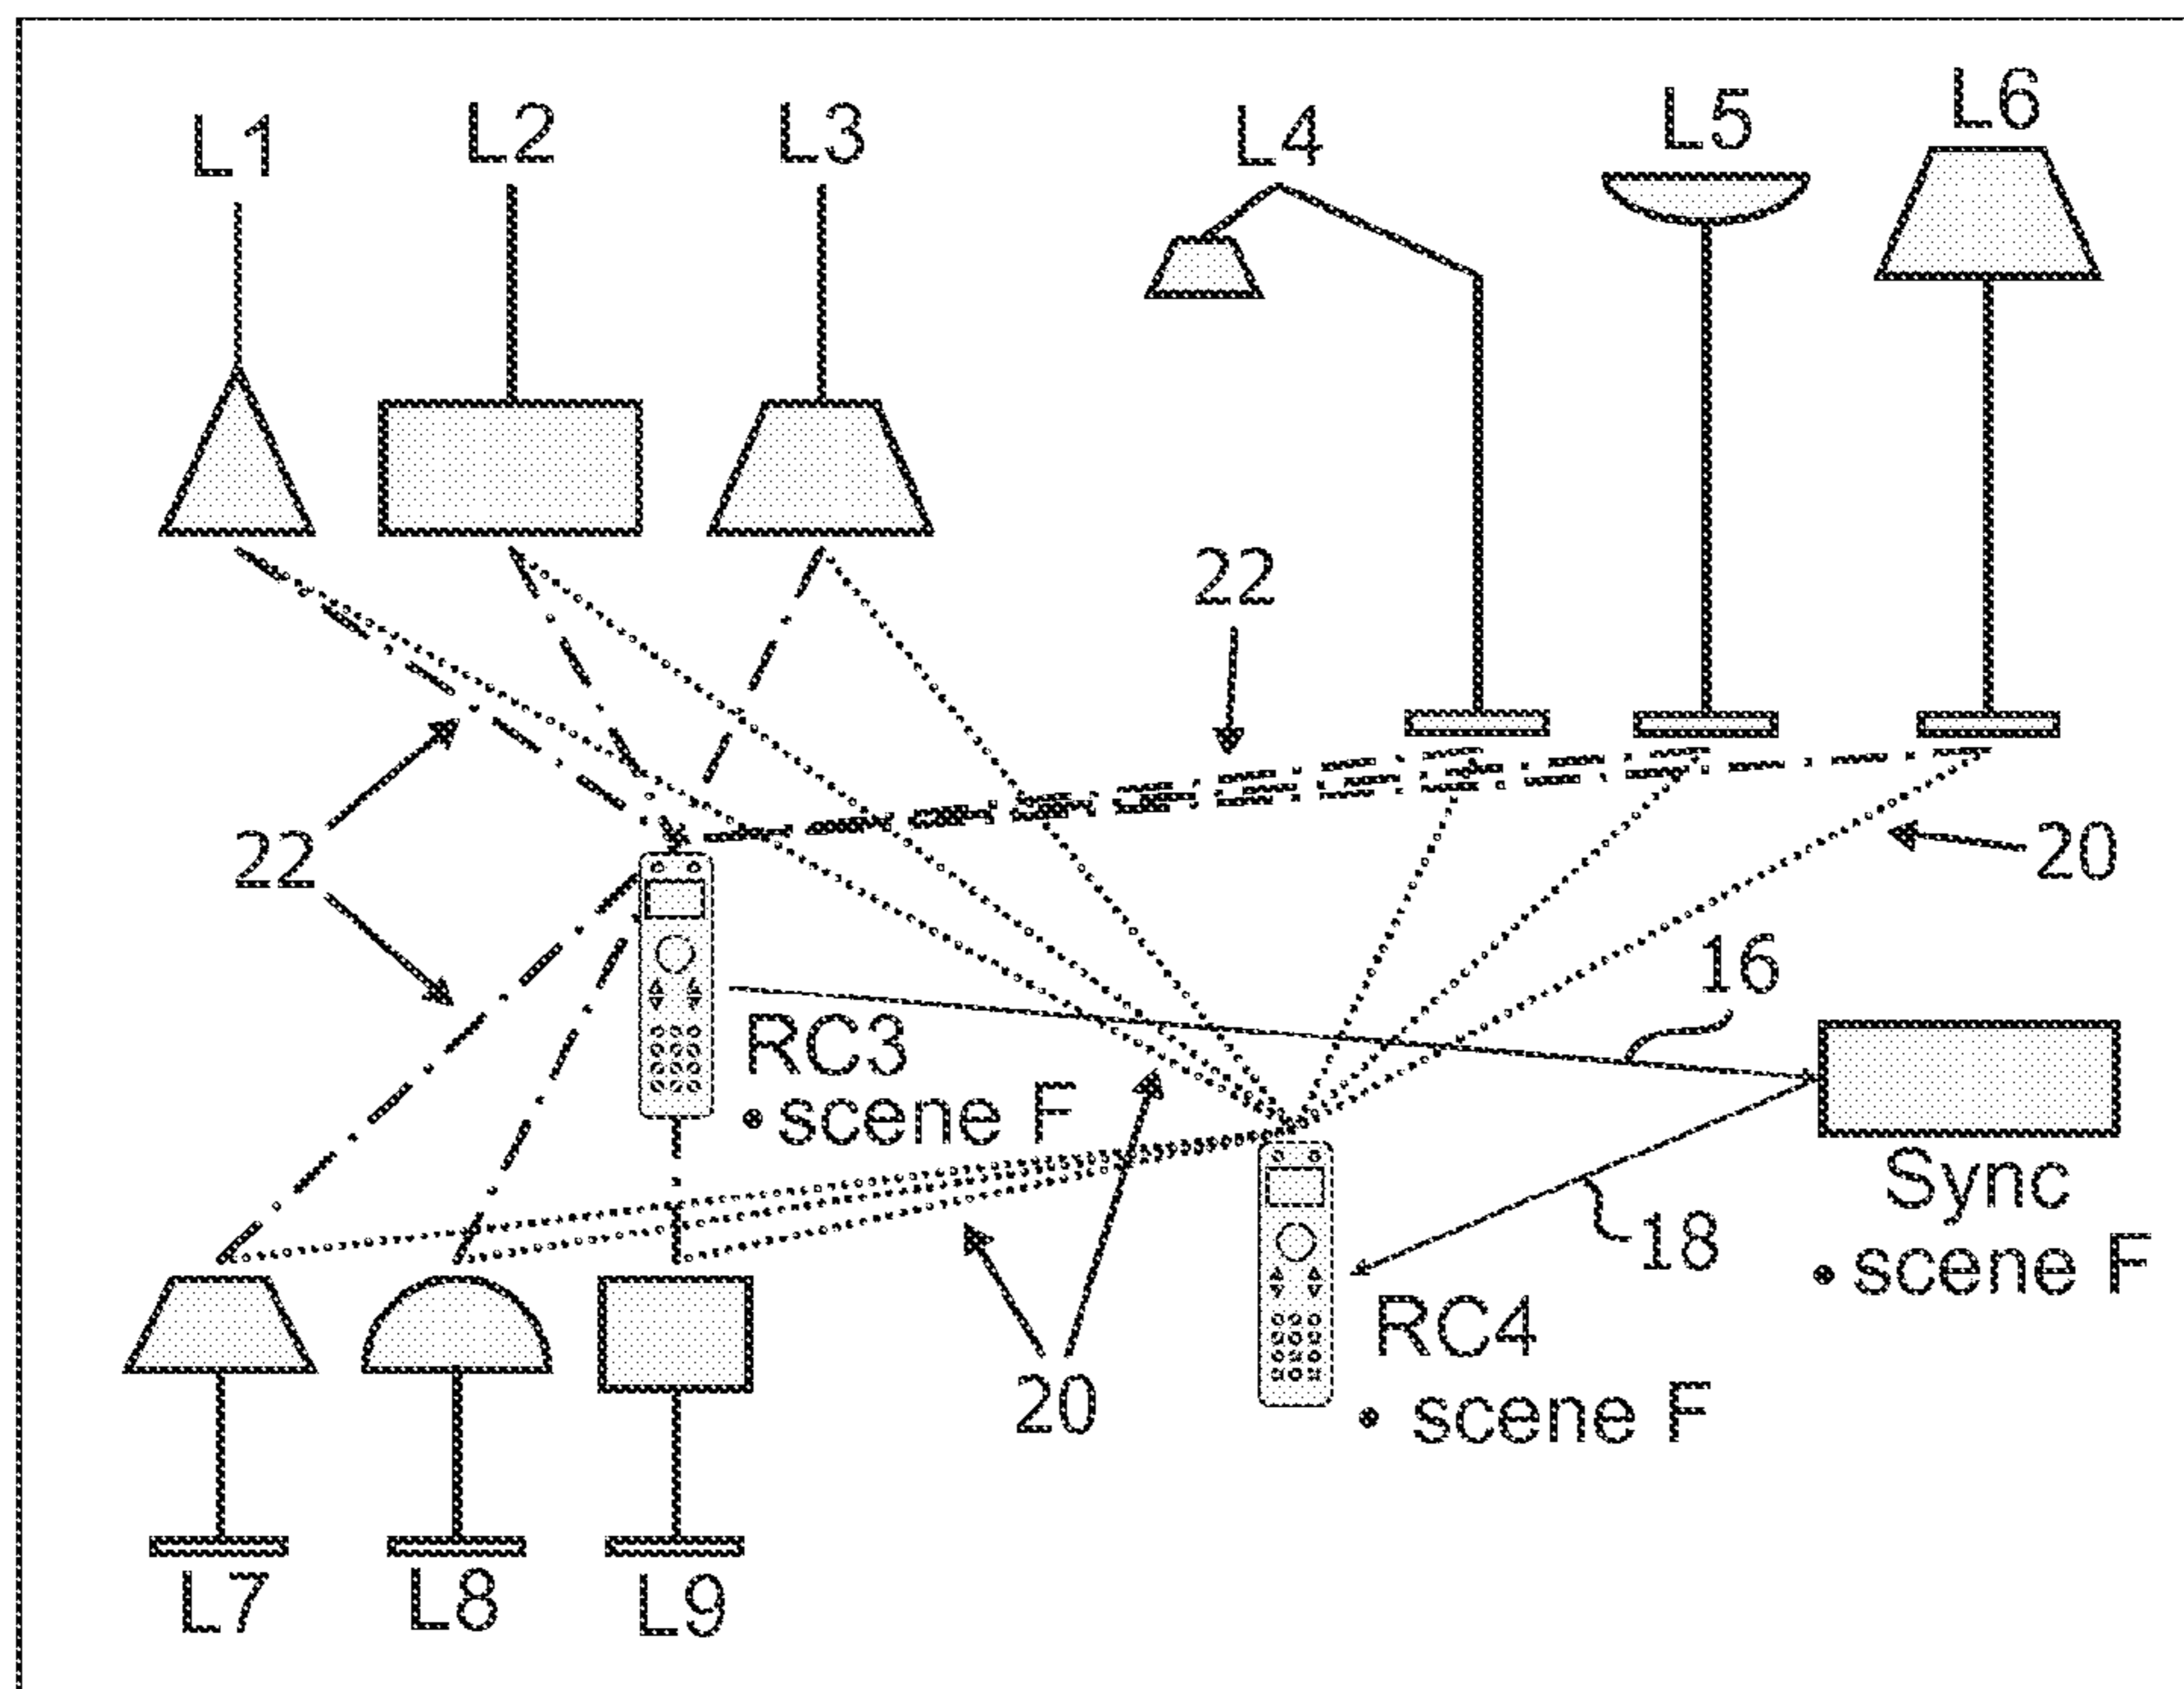 L1
L2
L3
L4
L5
L6
22
22
20
16
RC3
• scene F
Sync
• scene F
18
RC4
• scene F
20
L7
L8
L9